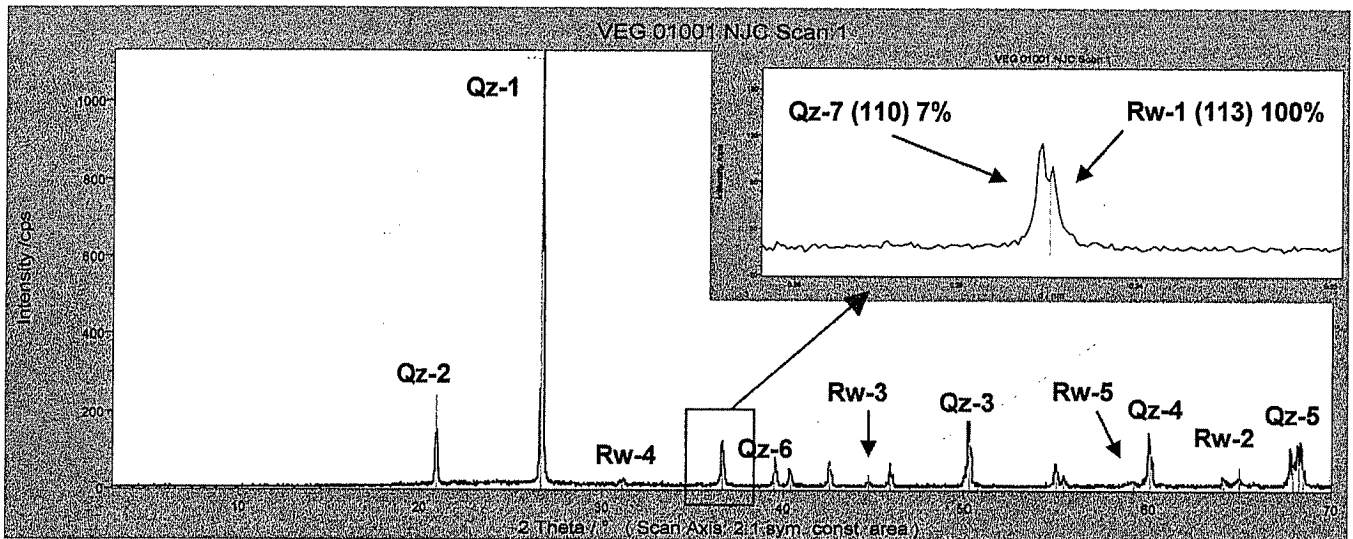 VEG 01001 NJC Scan 1
VEG 01001 NJC Scan 1
Qz-7 (110) 7%
Rw-1 (113) 100%
d / nm
Intensity /cps
1000
800
600
400
200
0
Qz-1
Qz-2
Rw-4
Qz-6
Rw-3
Qz-3
Rw-5
Qz-4
Rw-2
Qz-5
10
20
30
40
50
60
70
2 Theta / ° ( Scan Axis: 2:1 sym. const. area )